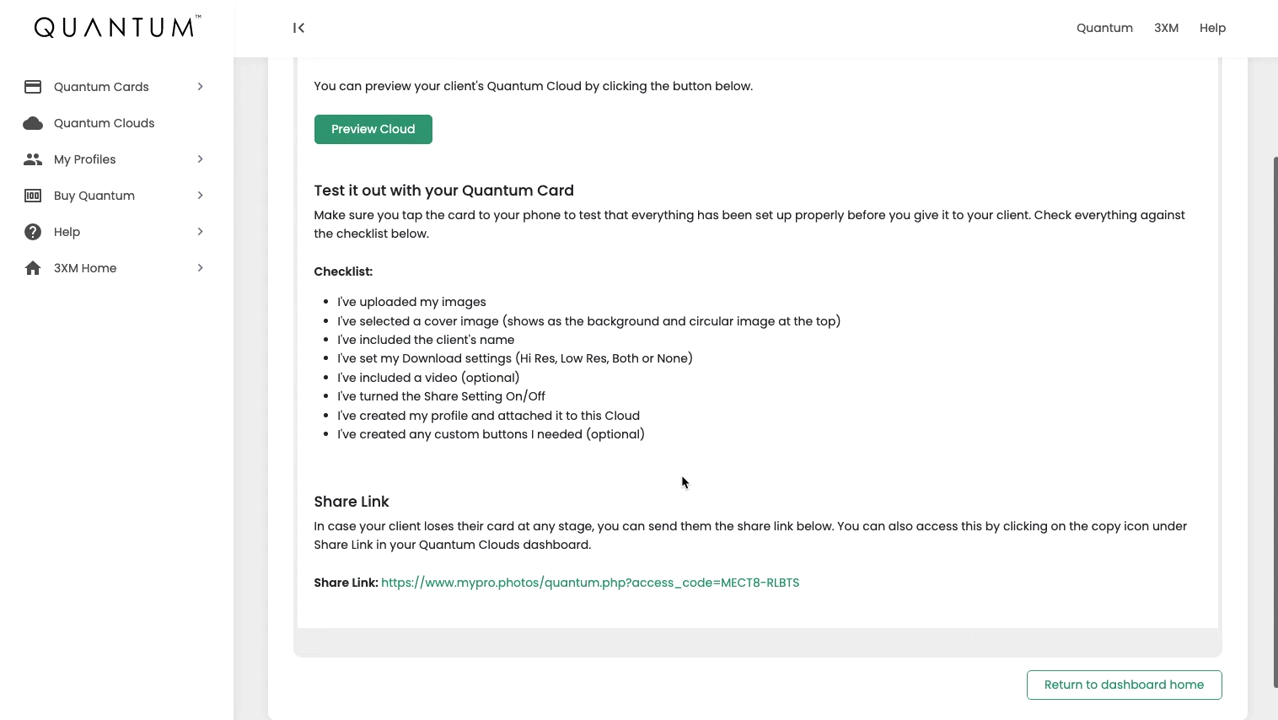 QUANTUM™
Quantum
3XM
Help
Quantum Cards
Quantum Clouds
My Profiles
Buy Quantum
Help
3XM Home
You can preview your client's Quantum Cloud by clicking the button below.
Preview Cloud
Test it out with your Quantum Card
Make sure you tap the card to your phone to test that everything has been set up properly before you give it to your client. Check everything against
the checklist below.
Checklist:
• I've uploaded my images
• I've selected a cover image (shows as the background and circular image at the top)
• I've included the client's name
• I've set my Download settings (Hi Res, Low Res, Both or None)
• I've included a video (optional)
• I've turned the Share Setting On/Off
• I've created my profile and attached it to this Cloud
• I've created any custom buttons I needed (optional)
Share Link
In case your client loses their card at any stage, you can send them the share link below. You can also access this by clicking on the copy icon under
Share Link in your Quantum Clouds dashboard.
Share Link: https://www.mypro.photos/quantum.php?access_code=MECT8-RLBTS
Return to dashboard home